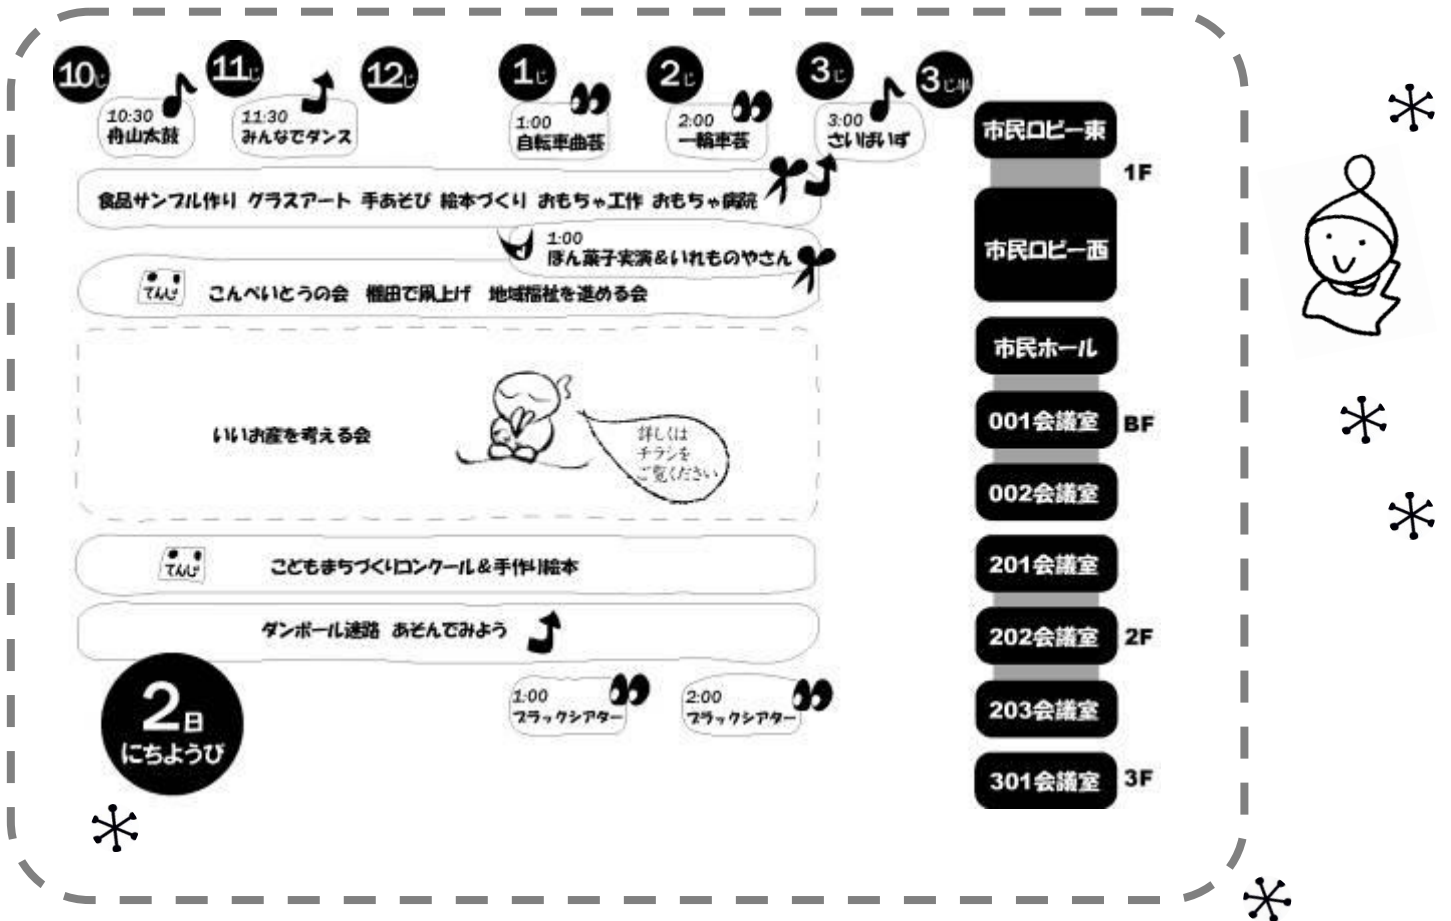 10じ 11じ 12じ 1じ 2じ 3じ 3じ半
10:30
舟山太鼓
11:30
みんなでダンス
1:00
自転車曲芸
2:00
一輪車芸
3:00
さいばいず
市民ロビー東
1F
食品サンプル作り グラスアート 手あそび 絵本づくり おもちゃ工作 おもちゃ病院
1:00
ぽん菓子実演&いれものやさん
市民ロビー西
てんじ
こんぺいとうの会 棚田で凧上げ 地域福祉を進める会
市民ホール
いいお産を考える会
詳しくは
チラシを
ご覧ください
001会議室
BF
002会議室
てんじ
こどもまちづくりコンクール&手作り絵本
201会議室
ダンボール迷路 あそんでみよう
202会議室
2F
1:00
ブラックシアター
2:00
ブラックシアター
203会議室
2日
にちようび
301会議室
3F